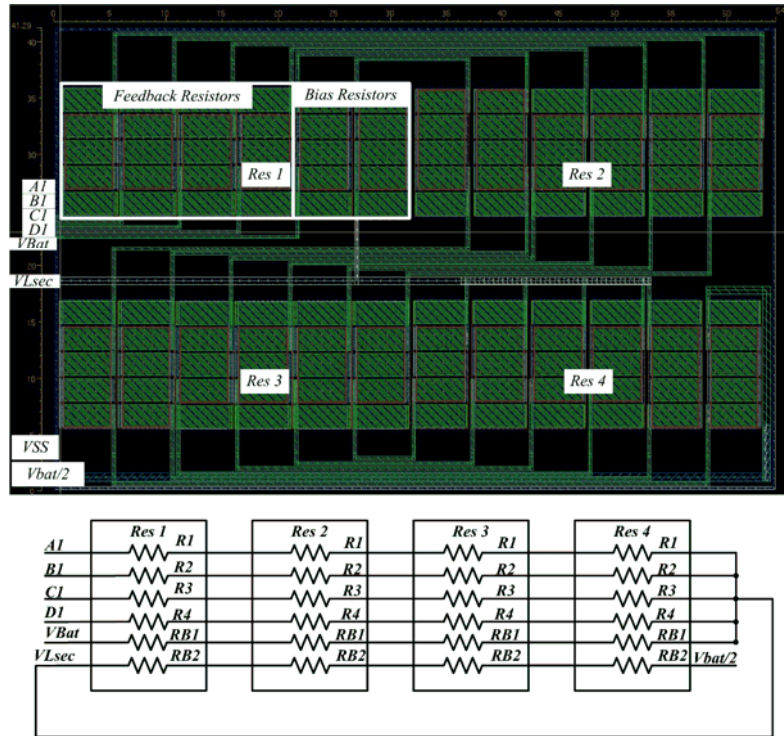 0 5 10 15 20 25 30 35 40 45 50 55 60 64
41.29
40
35
Feedback Resistors Bias Resistors
30
Res 1 Res 2
A1
B1
C1
D1
VBat
20
VLsec
15
10
Res 3 Res 4
VSS
Vbat/2
Res 1 Res 2 Res 3 Res 4
A1 R1 R1 R1 R1
B1 R2 R2 R2 R2
C1 R3 R3 R3 R3
D1 R4 R4 R4 R4
VBat RB1 RB1 RB1 RB1
VLsec RB2 RB2 RB2 RB2 Vbat/2